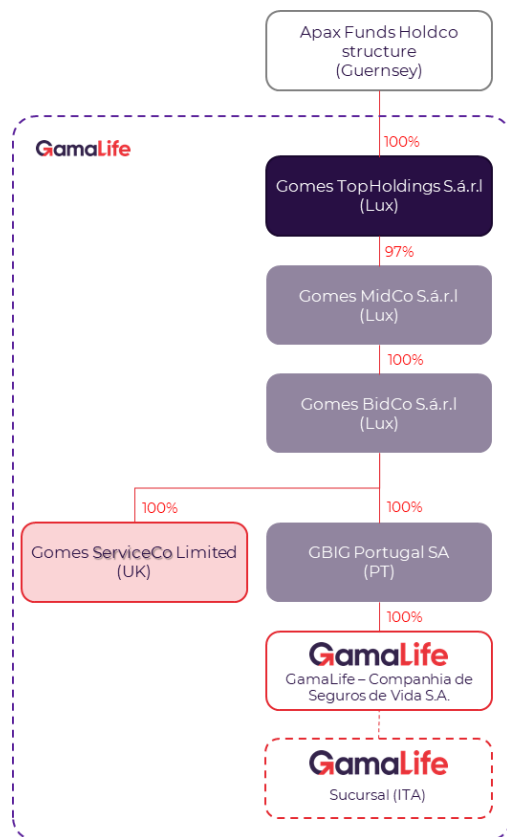 Apax Funds Holdco
structure
(Guernsey)
GamaLife
100%
Gomes TopHoldings S.á.r.l
(Lux)
97%
Gomes MidCo S.á.r.l
(Lux)
100%
Gomes BidCo S.á.r.l
(Lux)
100%
100%
Gomes ServiceCo Limited
(UK)
GBIG Portugal SA
(PT)
100%
GamaLife
GamaLife – Companhia de
Seguros de Vida S.A.
GamaLife
Sucursal (ITA)